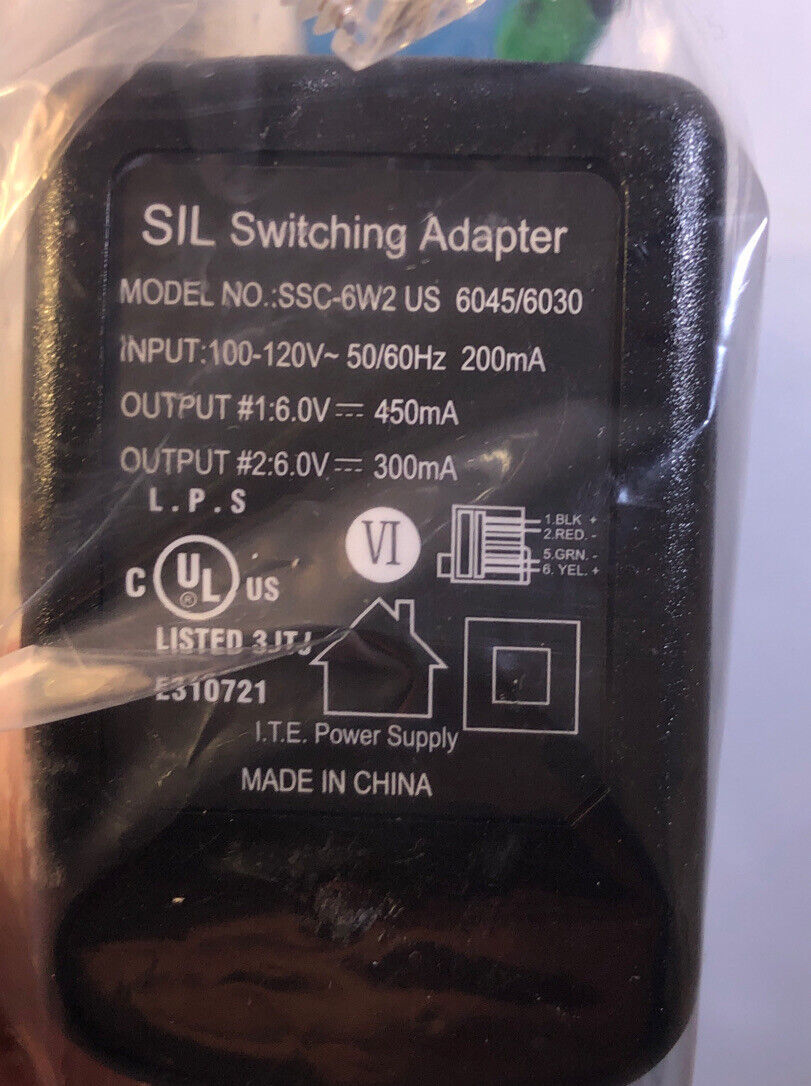 SIL Switching Adapter
MODEL NO.:SSC-6W2 US 6045/6030
INPUT:100-120V~ 50/60Hz 200mA
OUTPUT #1:6.0V⎓ 450mA
OUTPUT #2:6.0V⎓ 300mA
L.P.S
VI
1.BLK +
2.RED. -
5.GRN. -
6. YEL. +
C UL ® US
LISTED 3JTJ
E310721
I.T.E. Power Supply
MADE IN CHINA